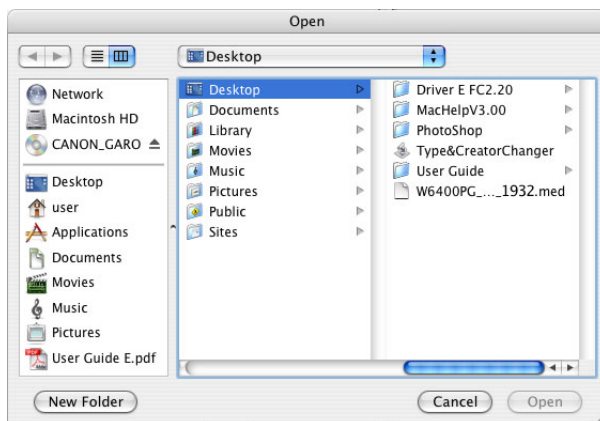 Open
Desktop
Network
Macintosh HD
CANON_GARO
Desktop
user
Applications
Documents
Movies
Music
Pictures
User Guide E.pdf
Desktop
Documents
Library
Movies
Music
Pictures
Public
Sites
Driver E FC2.20
MacHelpV3.00
PhotoShop
Type&CreatorChanger
User Guide
W6400PG_..._1932.med
New Folder
Cancel
Open